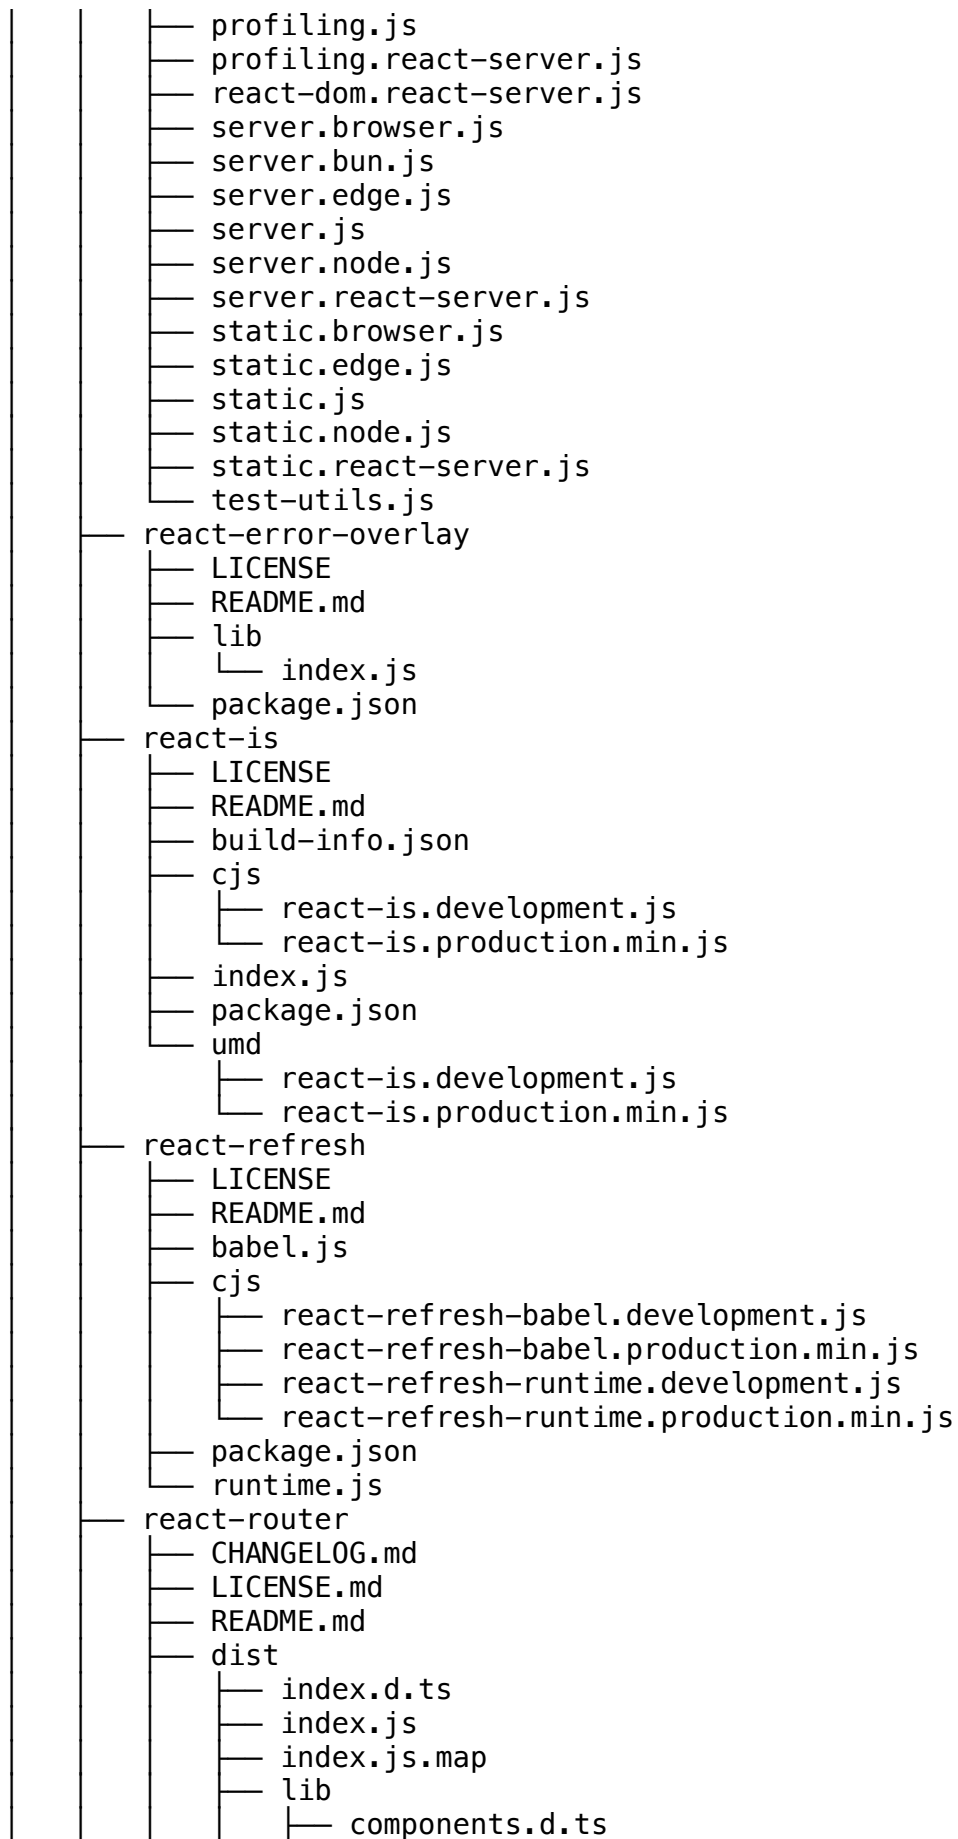 │   │   ├── profiling.js
│   │   ├── profiling.react-server.js
│   │   ├── react-dom.react-server.js
│   │   ├── server.browser.js
│   │   ├── server.bun.js
│   │   ├── server.edge.js
│   │   ├── server.js
│   │   ├── server.node.js
│   │   ├── server.react-server.js
│   │   ├── static.browser.js
│   │   ├── static.edge.js
│   │   ├── static.js
│   │   ├── static.node.js
│   │   ├── static.react-server.js
│   │   └── test-utils.js
│   ├── react-error-overlay
│   │   ├── LICENSE
│   │   ├── README.md
│   │   ├── lib
│   │   │   └── index.js
│   │   └── package.json
│   ├── react-is
│   │   ├── LICENSE
│   │   ├── README.md
│   │   ├── build-info.json
│   │   ├── cjs
│   │   │   ├── react-is.development.js
│   │   │   └── react-is.production.min.js
│   │   ├── index.js
│   │   ├── package.json
│   │   └── umd
│   │       ├── react-is.development.js
│   │       └── react-is.production.min.js
│   ├── react-refresh
│   │   ├── LICENSE
│   │   ├── README.md
│   │   ├── babel.js
│   │   ├── cjs
│   │   │   ├── react-refresh-babel.development.js
│   │   │   ├── react-refresh-babel.production.min.js
│   │   │   ├── react-refresh-runtime.development.js
│   │   │   └── react-refresh-runtime.production.min.js
│   │   ├── package.json
│   │   └── runtime.js
│   ├── react-router
│   │   ├── CHANGELOG.md
│   │   ├── LICENSE.md
│   │   ├── README.md
│   │   ├── dist
│   │   │   ├── index.d.ts
│   │   │   ├── index.js
│   │   │   ├── index.js.map
│   │   │   ├── lib
│   │   │   │   ├── components.d.ts